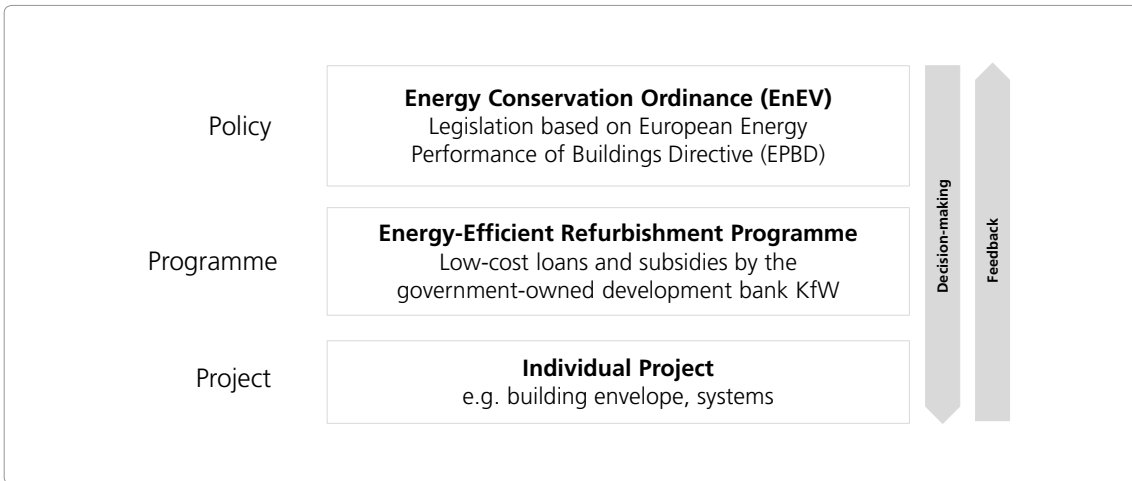 Policy
Energy Conservation Ordinance (EnEV)
Legislation based on European Energy
Performance of Buildings Directive (EPBD)
Programme
Energy-Efficient Refurbishment Programme
Low-cost loans and subsidies by the
government-owned development bank KfW
Project
Individual Project
e.g. building envelope, systems
Decision-making
Feedback